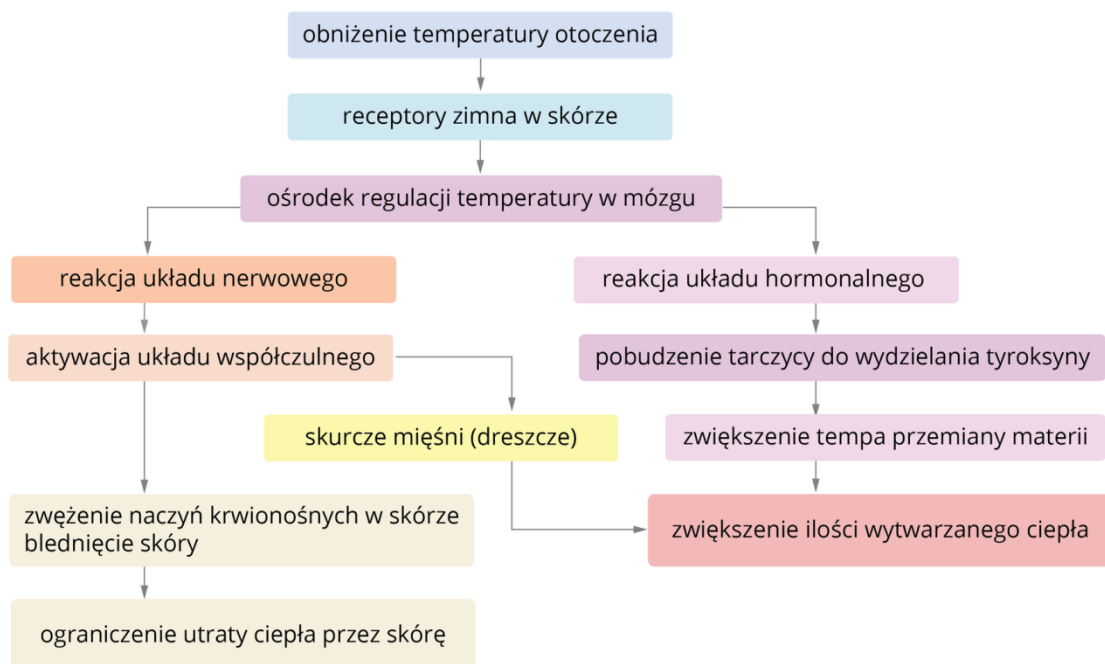 obniżenie temperatury otoczenia
receptory zimna w skórze
ośrodek regulacji temperatury w mózgu
reakcja układu nerwowego
reakcja układu hormonalnego
aktywacja układu współczulnego
pobudzenie tarczycy do wydzielania tyroksyny
skurcze mięśni (dreszcze)
zwiększenie tempa przemiany materii
zwężenie naczyń krwionośnych w skórze
blednięcie skóry
zwiększenie ilości wytwarzanego ciepła
ograniczenie utraty ciepła przez skórę